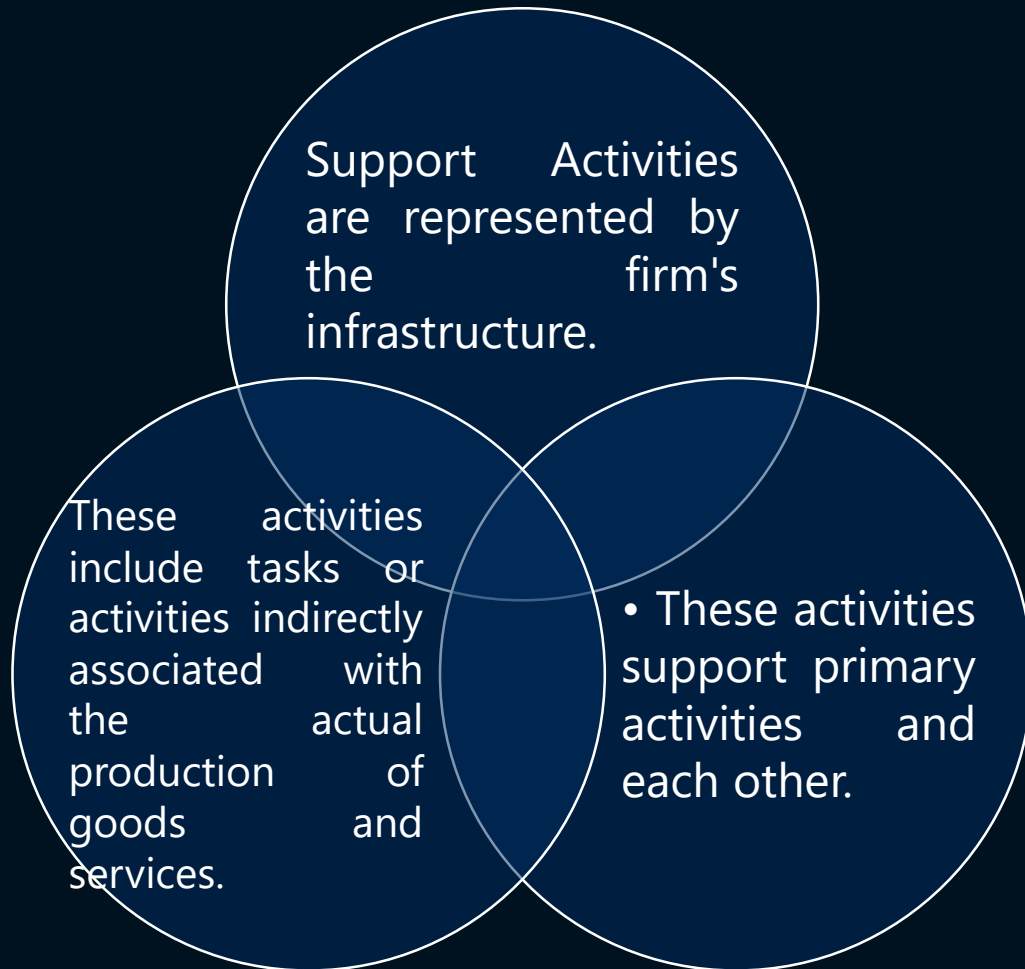 Support Activities
are represented by
the firm's
infrastructure.
These activities
include tasks or
activities indirectly
associated with
the actual
production of
goods and
services.
• These activities
support primary
activities and
each other.